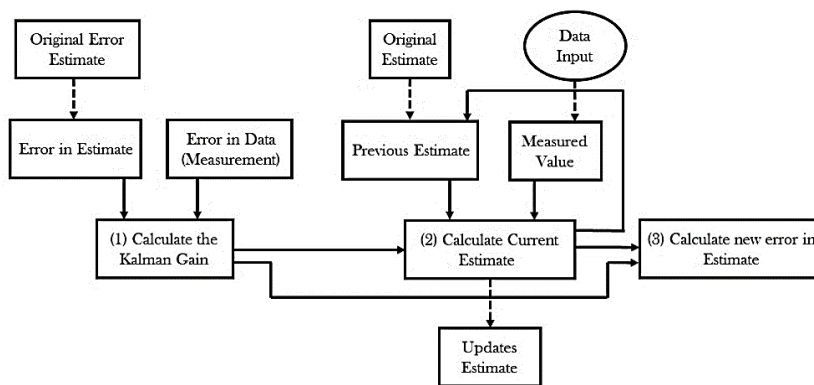 Original Error
Estimate
Original
Estimate
Data
Input
Error in Estimate
Error in Data
(Measurement)
Previous Estimate
Measured
Value
(1) Calculate the
Kalman Gain
(2) Calculate Current
Estimate
(3) Calculate new error in
Estimate
Updates
Estimate